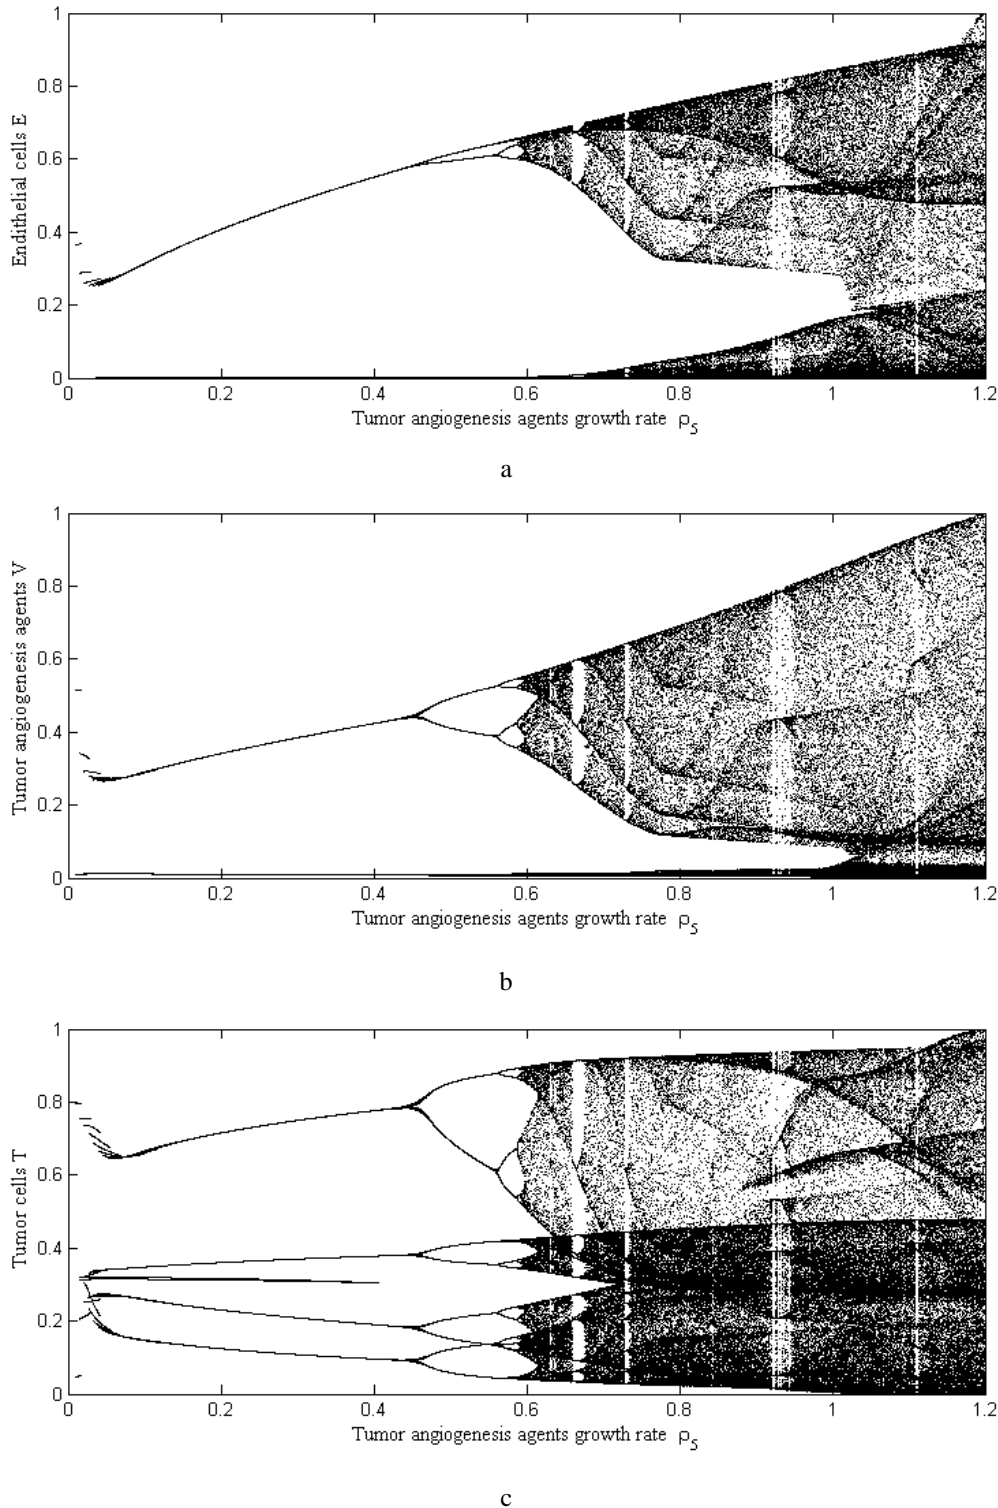 1
0.8
0.6
0.4
0.2
0
Endithelial cells E
0 0.2 0.4 0.6 0.8 1 1.2
Tumor angiogenesis agents growth rate ρ5
a
1
0.8
0.6
0.4
0.2
0
Tumor angiogenesis agents V
0 0.2 0.4 0.6 0.8 1 1.2
Tumor angiogenesis agents growth rate ρ5
b
1
0.8
0.6
0.4
0.2
0
Tumor cells T
0 0.2 0.4 0.6 0.8 1 1.2
Tumor angiogenesis agents growth rate ρ5
c